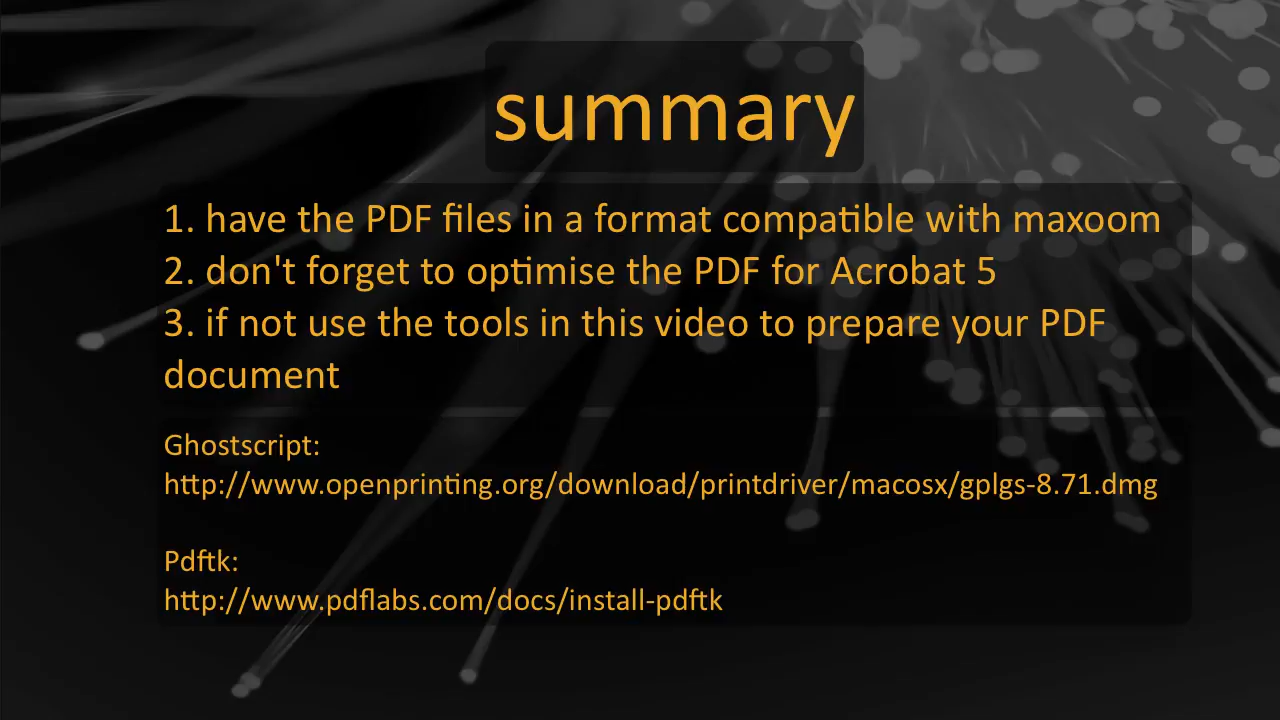 summary
1. have the PDF files in a format compatible with maxoom
2. don't forget to optimise the PDF for Acrobat 5
3. if not use the tools in this video to prepare your PDF
document
Ghostscript:
http://www.openprinting.org/download/printdriver/macosx/gplgs-8.71.dmg
Pdftk:
http://www.pdflabs.com/docs/install-pdftk